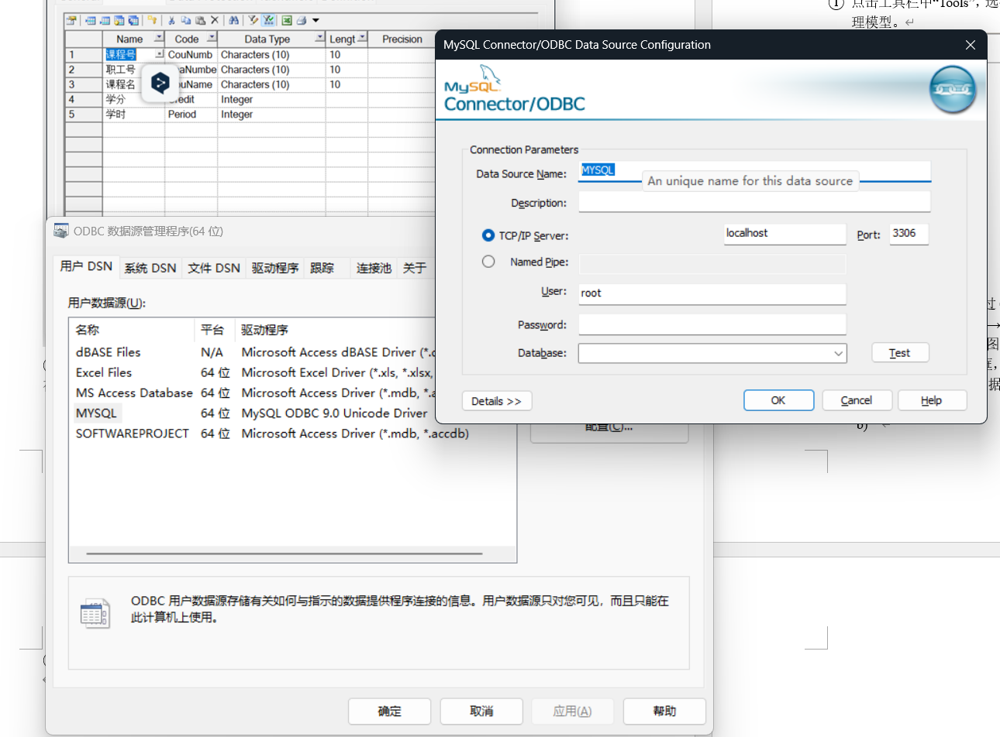 ① 点击工具栏中“Tools”，选
理模型。
Name Code Data Type Lengt Precision
1 课程号 CouNumb Characters (10) 10
2 职工号 Characters (10) 10
3 课程名 Characters (10) 10
4 学分 Integer
5 学时 Period Integer
MySQL Connector/ODBC Data Source Configuration
MySQL
Connector/ODBC
Connection Parameters
Data Source Name: MYSQL
An unique name for this data source
Description:
TCP/IP Server: localhost Port: 3306
Named Pipe:
User: root
Password:
Database: Test
Details >> OK Cancel Help
ODBC 数据源管理程序(64 位)
用户 DSN 系统 DSN 文件 DSN 驱动程序 跟踪 连接池 关于
用户数据源(U):
名称 平台 驱动程序
dBASE Files N/A Microsoft Access dBASE Driver (*.
Excel Files 64 位 Microsoft Excel Driver (*.xls, *.xlsx,
MS Access Database 64 位 Microsoft Access Driver (*.mdb, *.a
MYSQL 64 位 MySQL ODBC 9.0 Unicode Driver
SOFTWAREPROJECT 64 位 Microsoft Access Driver (*.mdb, *.accdb)
配置(C)...
过
图
框，
据
b)
ODBC 用户数据源存储有关如何与指示的数据提供程序连接的信息。用户数据源只对您可见，而且只能在
此计算机上使用。
确定 取消 应用(A) 帮助